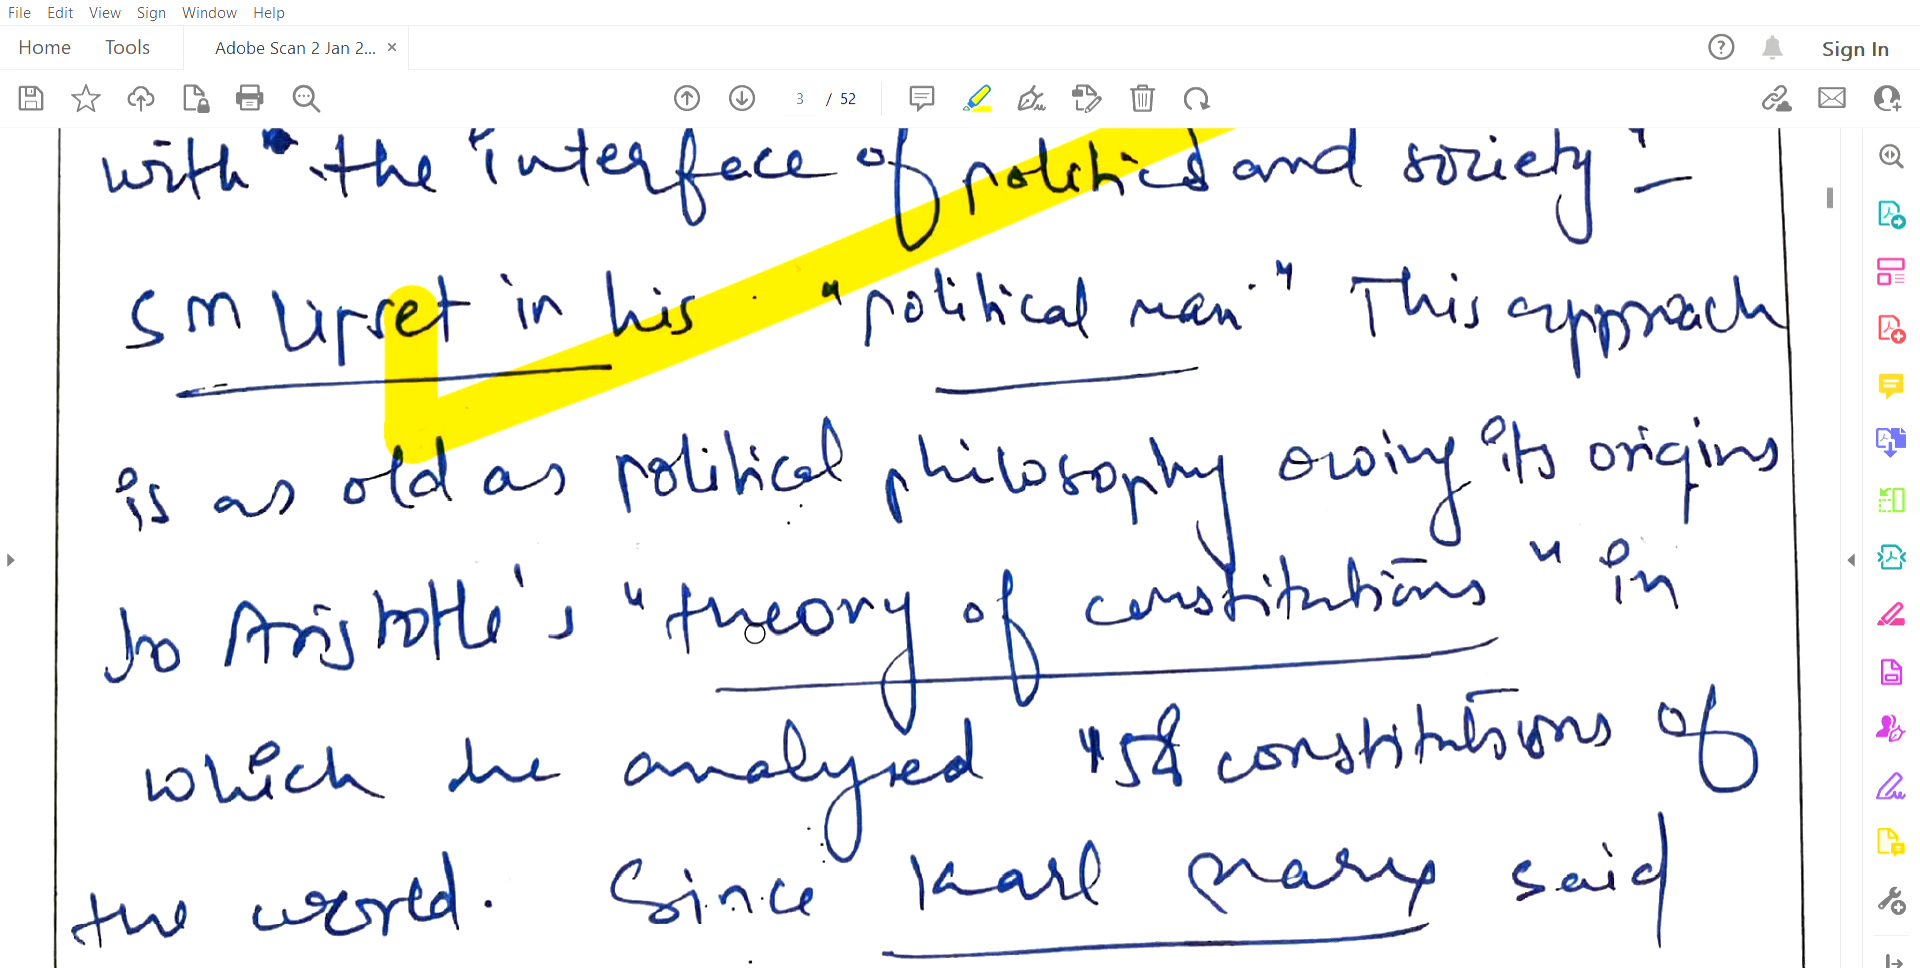 File Edit View Sign Window Help
Home Tools Adobe Scan 2 Jan 2... × Sign In
3 / 52
with the "interface of politics and society" –
SM Lipset in his "political man." This approach
is as old as political philosophy owing its origins
to Aristotle's "theory of constitutions" in
which he analysed "158 constitutions of
the world. Since Karl Marx said